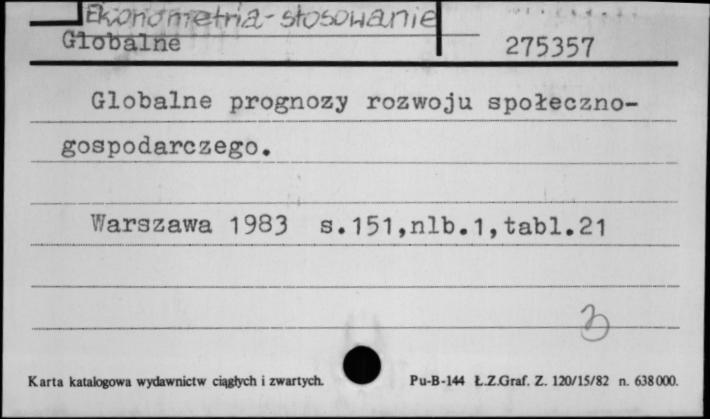 Ekonometria-stosowanie
Globalne 275357
Globalne prognozy rozwoju społeczno-
gospodarczego.
Warszawa 1983 s.151,nlb.1,tabl.21
Karta katalogowa wydawnictw ciągłych i zwartych. Pu-B-144 Ł.Z.Graf. Z. 120/15/82 n. 638000.